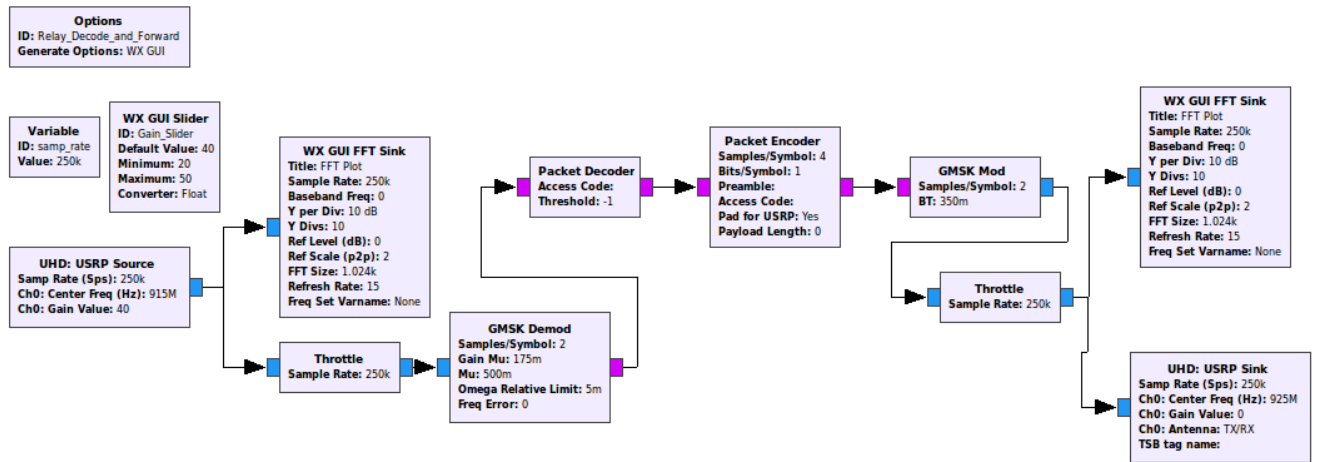 Options
ID: Relay_Decode_and_Forward
Generate Options: WX GUI
Variable
ID: samp_rate
Value: 250k
WX GUI Slider
ID: Gain_Slider
Default Value: 40
Minimum: 20
Maximum: 50
Converter: Float
UHD: USRP Source
Samp Rate (Sps): 250k
Ch0: Center Freq (Hz): 915M
Ch0: Gain Value: 40
WX GUI FFT Sink
Title: FFT Plot
Sample Rate: 250k
Baseband Freq: 0
Y per Div: 10 dB
Y Divs: 10
Ref Level (dB): 0
Ref Scale (p2p): 2
FFT Size: 1.024k
Refresh Rate: 15
Freq Set Varname: None
Throttle
Sample Rate: 250k
GMSK Demod
Samples/Symbol: 2
Gain Mu: 175m
Mu: 500m
Omega Relative Limit: 5m
Freq Error: 0
Packet Decoder
Access Code:
Threshold: -1
Packet Encoder
Samples/Symbol: 4
Bits/Symbol: 1
Preamble:
Access Code:
Pad for USRP: Yes
Payload Length: 0
GMSK Mod
Samples/Symbol: 2
BT: 350m
Throttle
Sample Rate: 250k
WX GUI FFT Sink
Title: FFT Plot
Sample Rate: 250k
Baseband Freq: 0
Y per Div: 10 dB
Y Divs: 10
Ref Level (dB): 0
Ref Scale (p2p): 2
FFT Size: 1.024k
Refresh Rate: 15
Freq Set Varname: None
UHD: USRP Sink
Samp Rate (Sps): 250k
Ch0: Center Freq (Hz): 925M
Ch0: Gain Value: 0
Ch0: Antenna: TX/RX
TSB tag name: